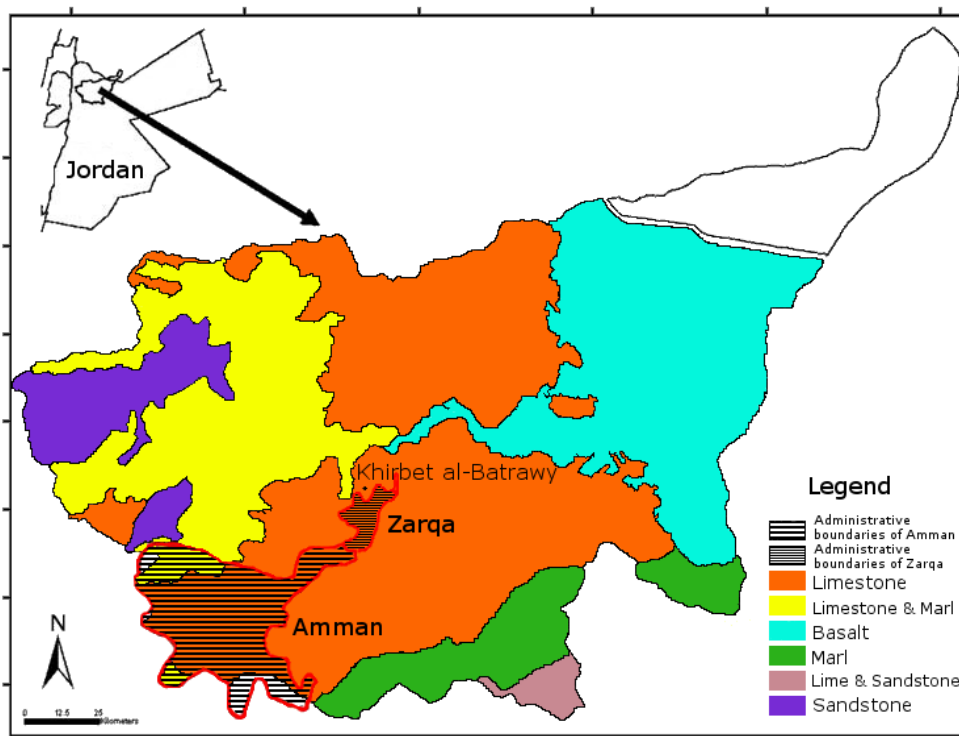 Jordan
Khirbet al-Batrawy
Zarqa
Amman
Legend
Administrative
boundaries of Amman
Administrative
boundaries of Zarqa
Limestone
Limestone & Marl
Basalt
Marl
Lime & Sandstone
Sandstone
N
0 12.5 25
Kilometers